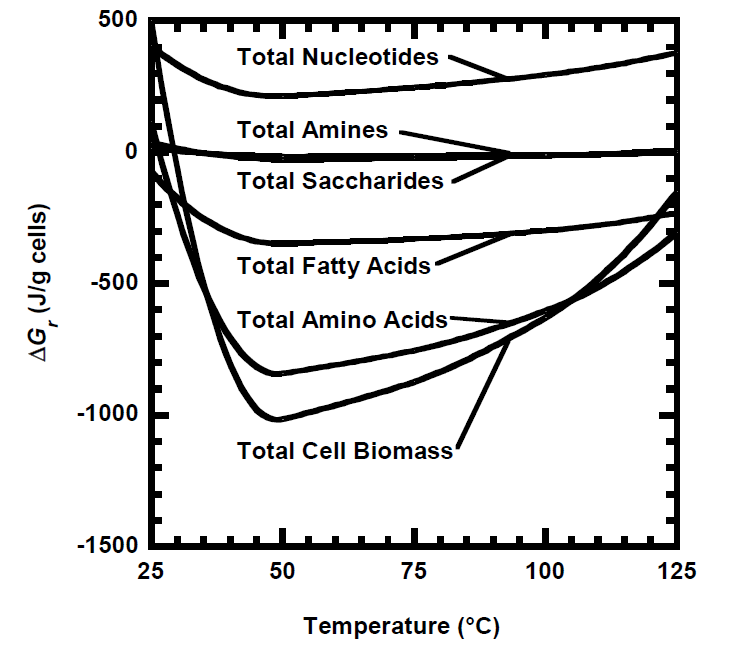 500
Total Nucleotides
Total Amines
0
Total Saccharides
Total Fatty Acids
-500
Total Amino Acids
-1000
Total Cell Biomass
-1500
25 50 75 100 125
Temperature (°C)
ΔGr (J/g cells)